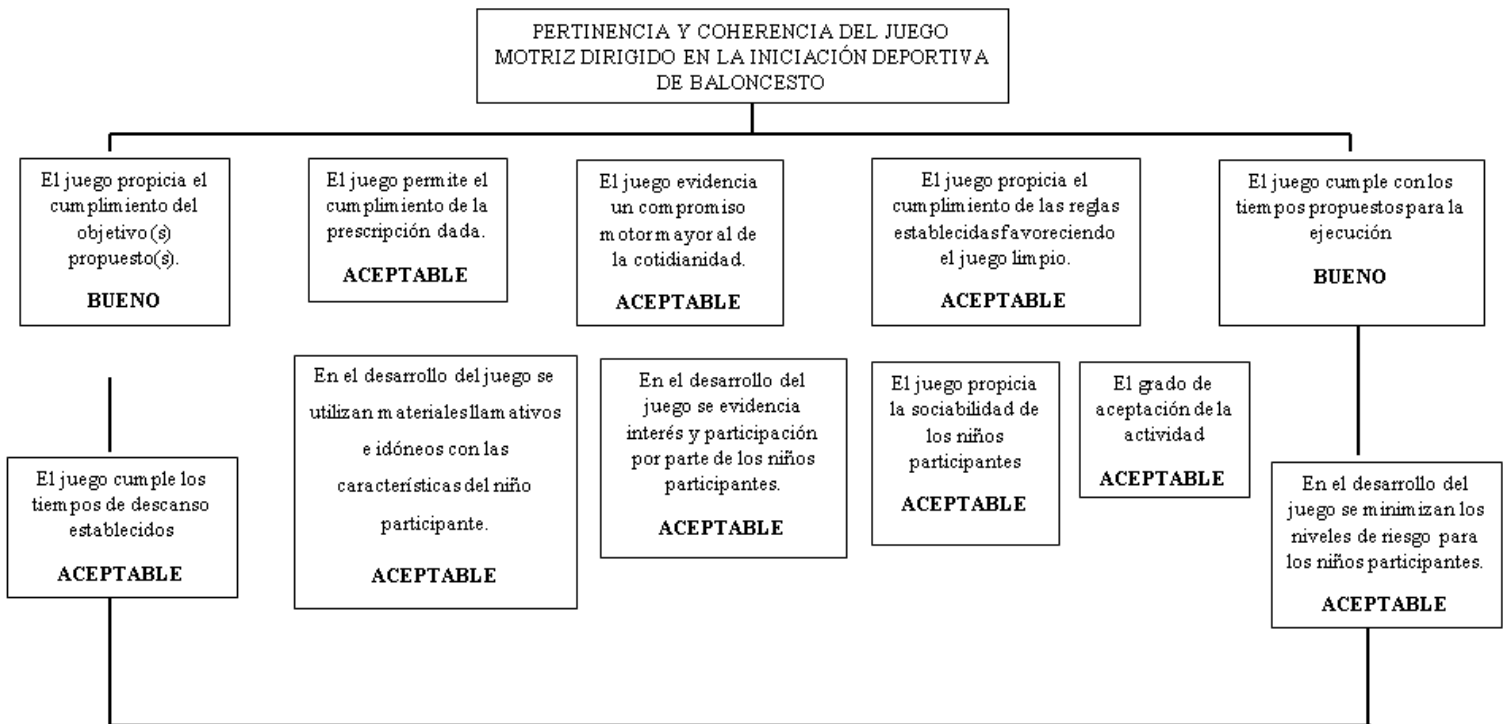 PERTINENCIA Y COHERENCIA DEL JUEGO
MOTRIZ DIRIGIDO EN LA INICIACIÓN DEPORTIVA
DE BALONCESTO
El juego propicia el
cumplimiento del
objetivo(s)
propuesto(s).
BUENO
El juego permite el
cumplimiento de la
prescripción dada.
ACEPTABLE
El juego evidencia
un compromiso
motor mayor al de
la cotidianidad.
ACEPTABLE
El juego propicia el
cumplimiento de las reglas
establecidas favoreciendo
el juego limpio.
ACEPTABLE
El juego cumple con los
tiempos propuestos para la
ejecución
BUENO
El juego cumple los
tiempos de descanso
establecidos
ACEPTABLE
En el desarrollo del juego se
utilizan materiales llamativos
e idóneos con las
características del niño
participante.
ACEPTABLE
En el desarrollo del
juego se evidencia
interés y participación
por parte de los niños
participantes.
ACEPTABLE
El juego propicia
la sociabilidad de
los niños
participantes
ACEPTABLE
El grado de
aceptación de la
actividad
ACEPTABLE
En el desarrollo del
juego se minimizan los
niveles de riesgo para
los niños participantes.
ACEPTABLE